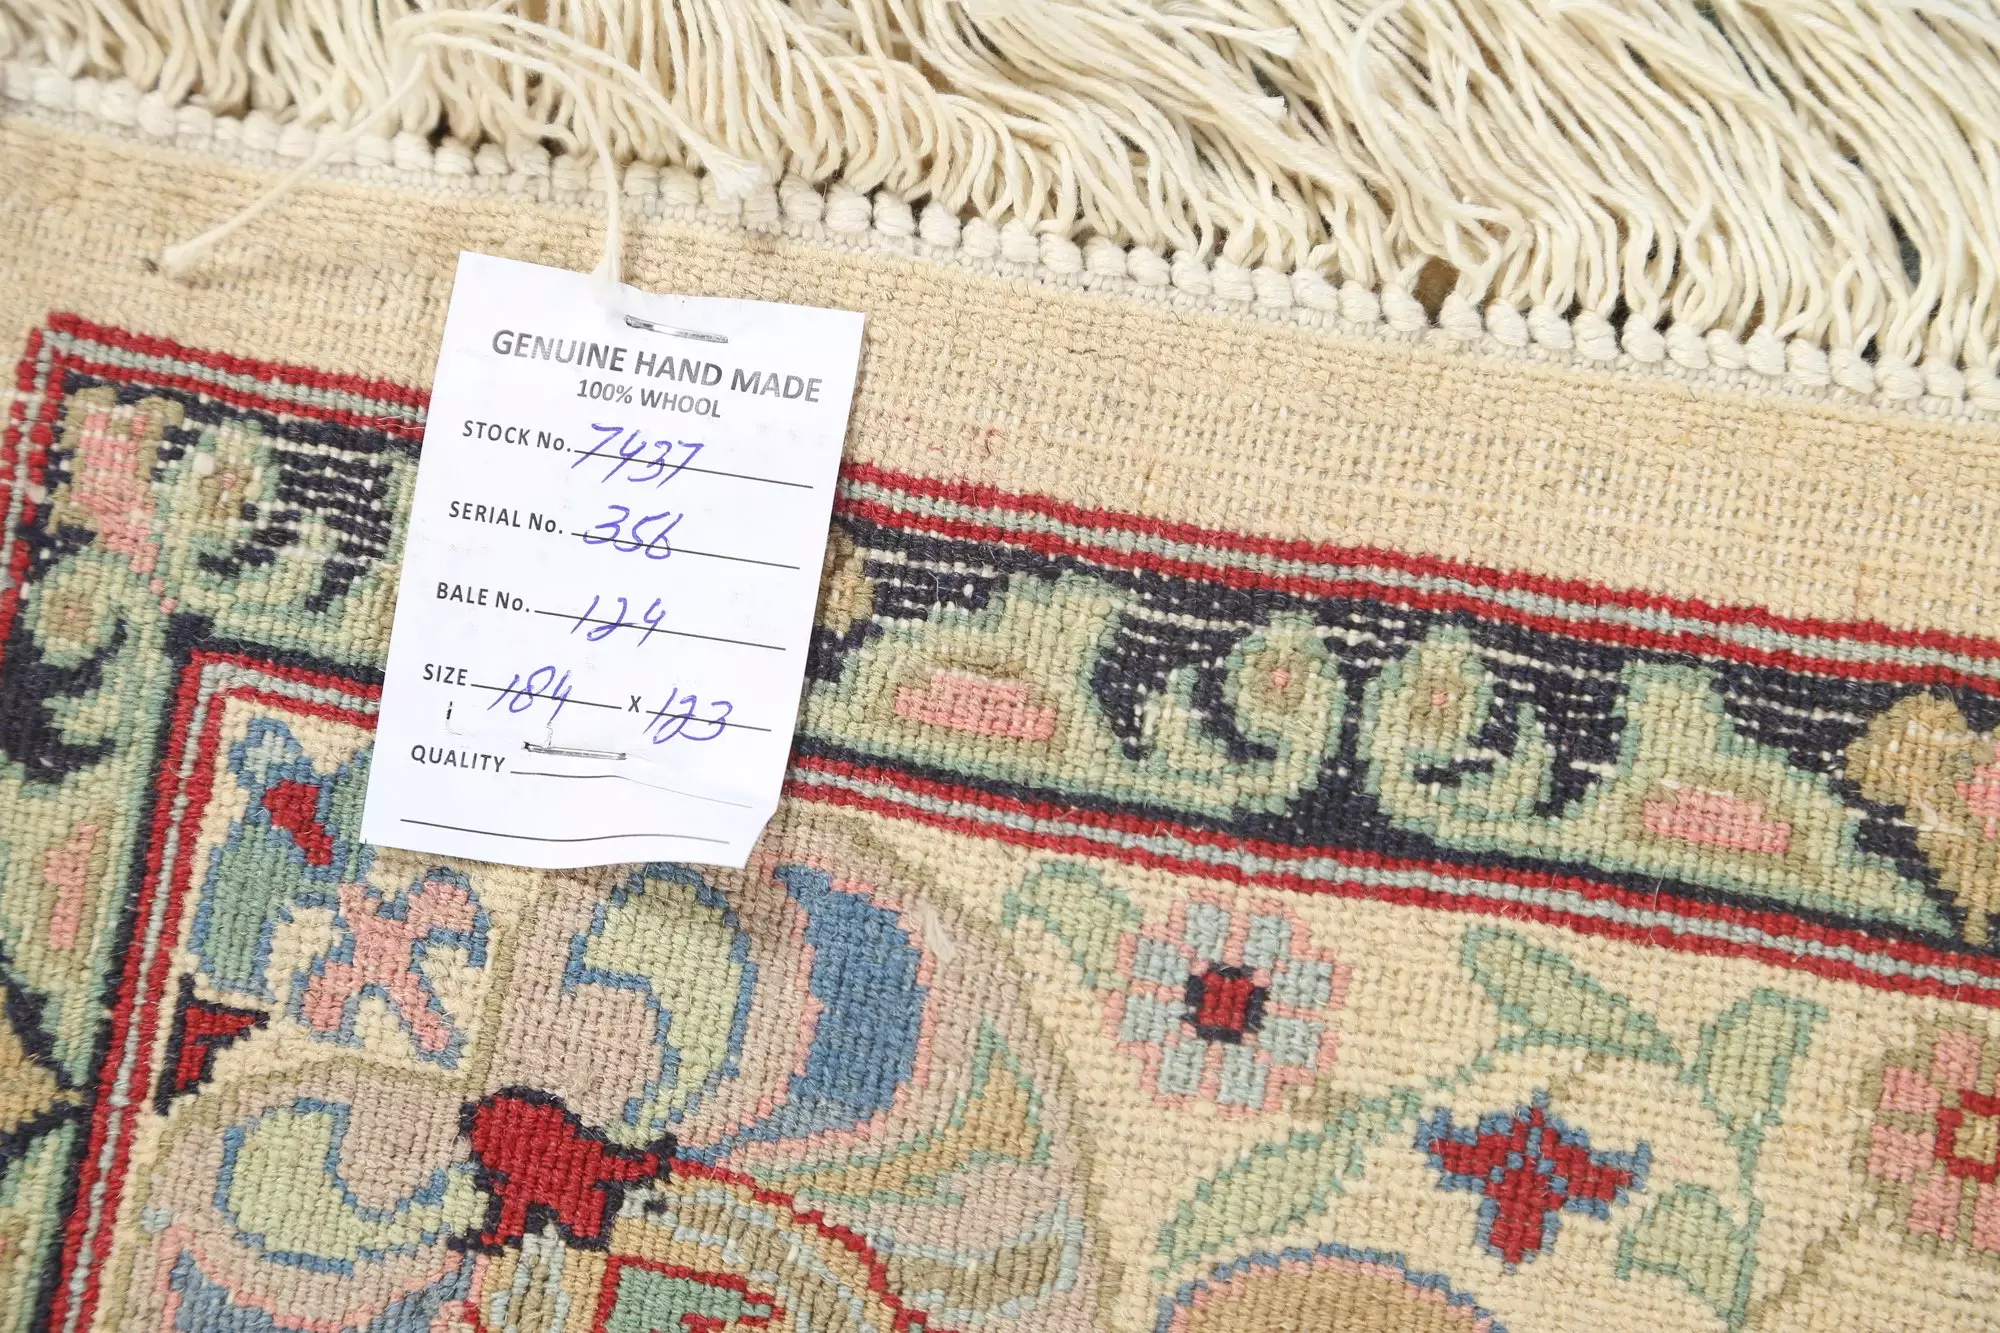 GENUINE HAND MADE
100% WHOOL
STOCK No. 7437
SERIAL No. 356
BALE No. 124
SIZE 184 x 123
QUALITY